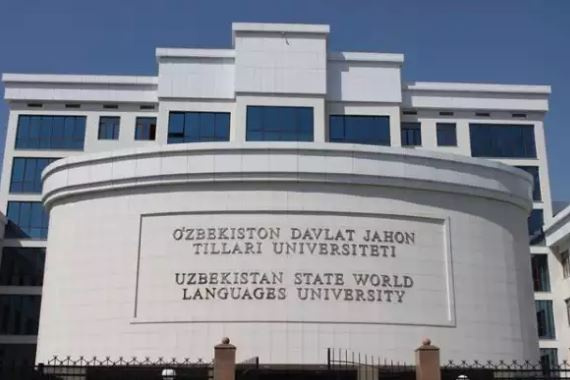 O'ZBEKISTON DAVLAT JAHON
TILLARI UNIVERSITETI
UZBEKISTAN STATE WORLD
LANGUAGES UNIVERSITY